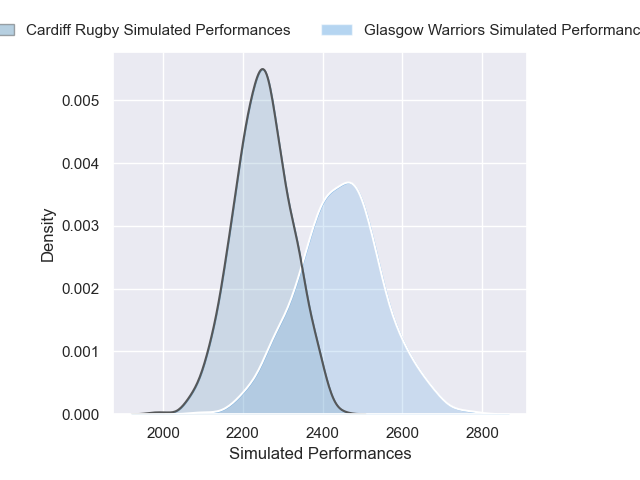 Cardiff Rugby Simulated Performances
Glasgow Warriors Simulated Performanc
0.005
0.004
0.003
0.002
0.001
0.000
Density
2000
2200
2400
2600
2800
Simulated Performances